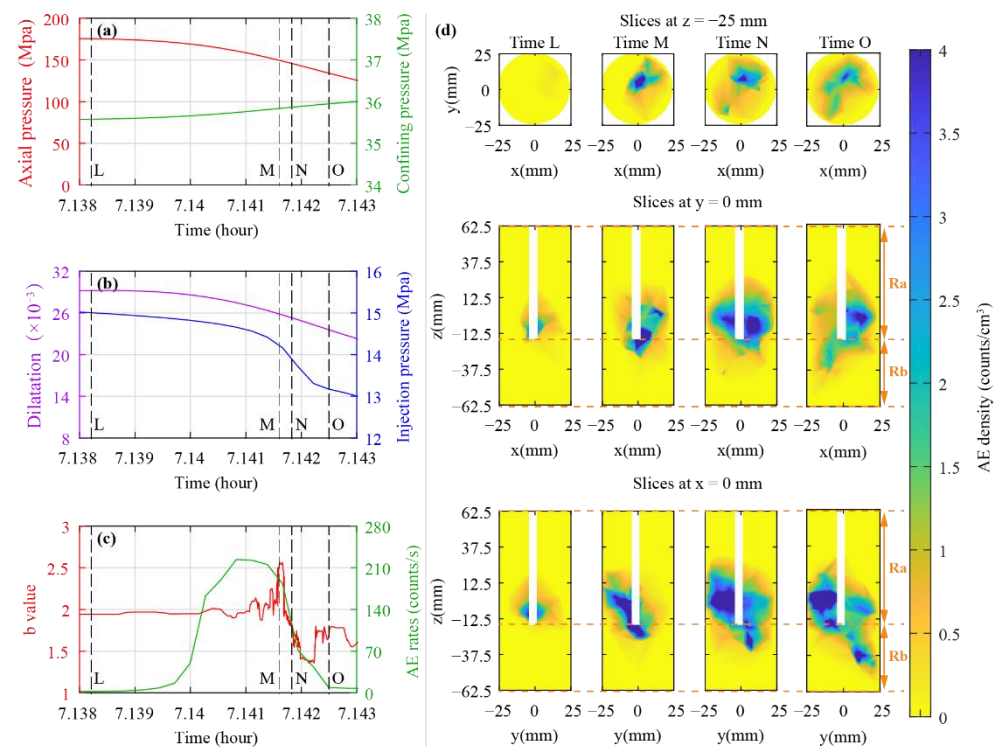 (a)
Axial pressure (Mpa)
200
150
100
50
0
Confining pressure (Mpa)
38
37
36
35
34
L
M
N
O
7.138
7.139
7.14
7.141
7.142
7.143
Time (hour)
(b)
Dilatation (×10⁻³)
32
26
20
14
8
Injection pressure (Mpa)
16
15
14
13
12
L
M
N
O
7.138
7.139
7.14
7.141
7.142
7.143
Time (hour)
(c)
b value
3
2.5
2
1.5
1
AE rates (counts/s)
280
210
140
70
0
L
M
N
O
7.138
7.139
7.14
7.141
7.142
7.143
Time (hour)
(d)
Slices at z = −25 mm
Time L
Time M
Time N
Time O
y(mm)
25
0
−25
−25 0 25
−25 0 25
−25 0 25
−25 0 25
x(mm)
x(mm)
x(mm)
x(mm)
Slices at y = 0 mm
z(mm)
62.5
37.5
12.5
−12.5
−37.5
−62.5
Ra
Rb
−25 0 25
−25 0 25
−25 0 25
−25 0 25
x(mm)
x(mm)
x(mm)
x(mm)
Slices at x = 0 mm
z(mm)
62.5
37.5
12.5
−12.5
−37.5
−62.5
Ra
Rb
−25 0 25
−25 0 25
−25 0 25
−25 0 25
y(mm)
y(mm)
y(mm)
y(mm)
4
3.5
3
2.5
2
1.5
1
0.5
0
AE density (counts/cm³)